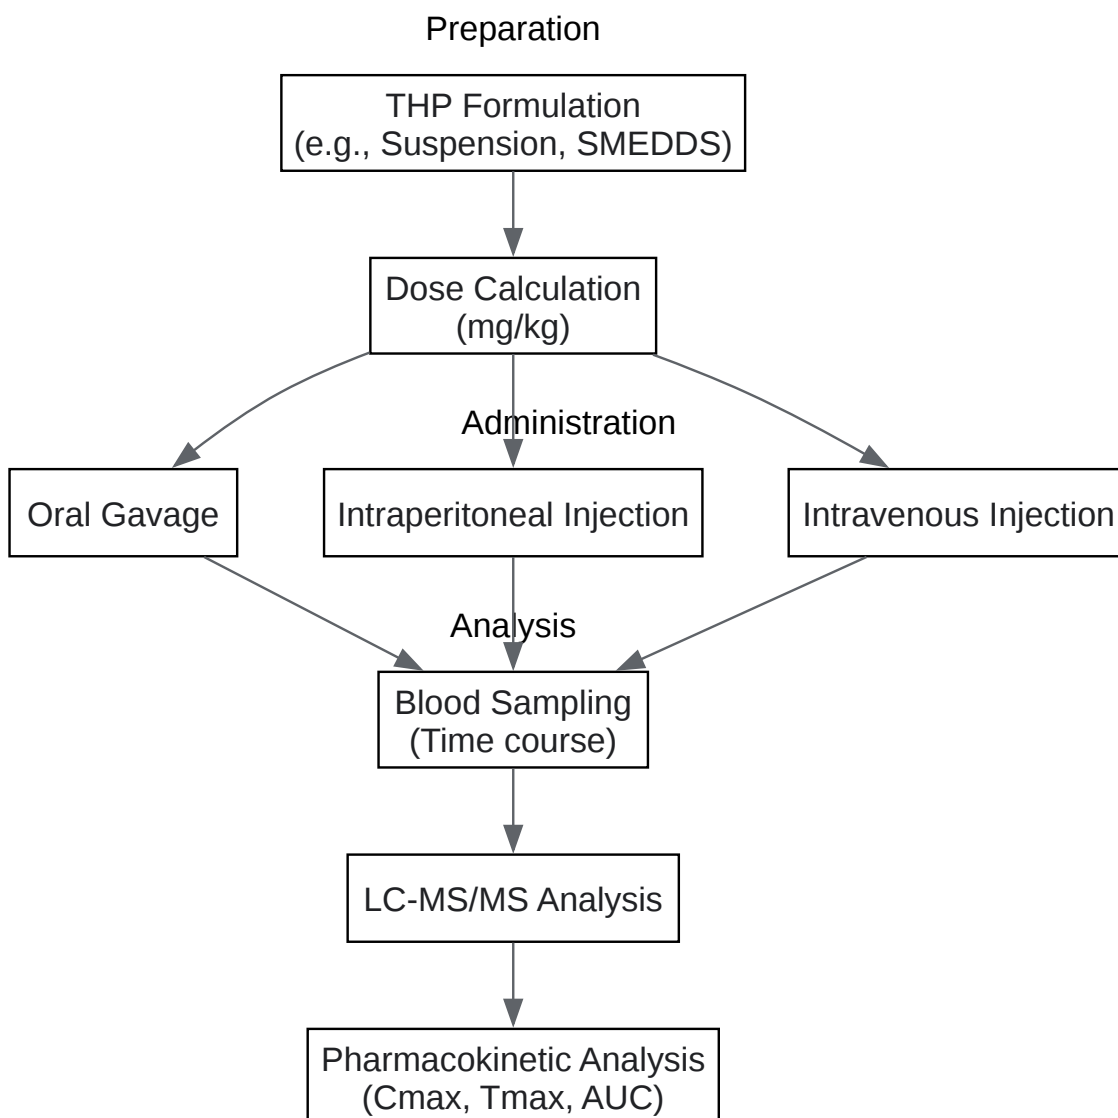 Preparation
THP Formulation
(e.g., Suspension, SMEDDS)
Dose Calculation
(mg/kg)
Administration
Oral Gavage
Intraperitoneal Injection
Intravenous Injection
Analysis
Blood Sampling
(Time course)
LC-MS/MS Analysis
Pharmacokinetic Analysis
(Cmax, Tmax, AUC)